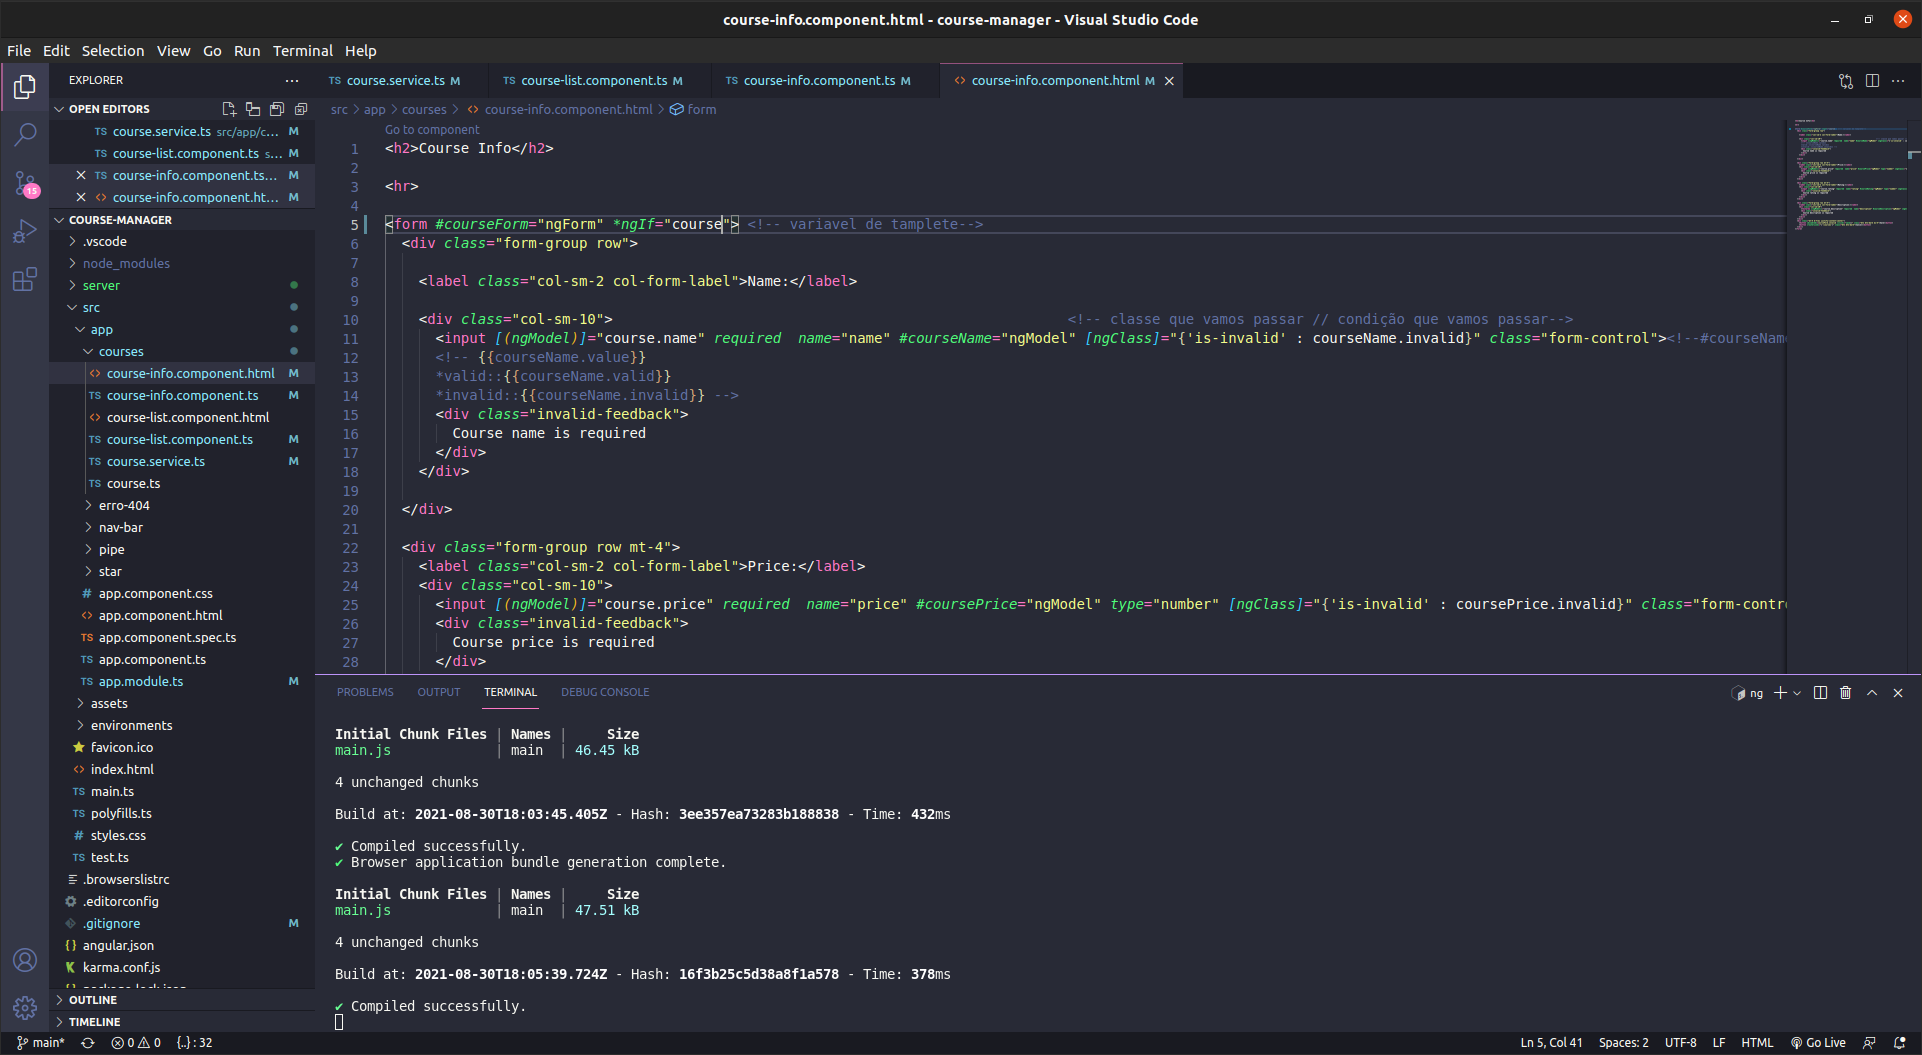 course-info.component.html - course-manager - Visual Studio Code
File Edit Selection View Go Run Terminal Help
EXPLORER
TS course.service.ts M
TS course-list.component.ts M
TS course-info.component.ts M
<> course-info.component.html M
OPEN EDITORS
TS course.service.ts src/app/c... M
TS course-list.component.ts s... M
TS course-info.component.ts... M
<> course-info.component.ht... M
COURSE-MANAGER
.vscode
node_modules
server
src
app
courses
<> course-info.component.html M
TS course-info.component.ts M
<> course-list.component.html
TS course-list.component.ts M
TS course.service.ts M
TS course.ts
erro-404
nav-bar
pipe
star
# app.component.css
<> app.component.html
TS app.component.spec.ts
TS app.component.ts
TS app.module.ts M
assets
environments
favicon.ico
<> index.html
TS main.ts
TS polyfills.ts
# styles.css
TS test.ts
.browserslistrc
.editorconfig
.gitignore M
{} angular.json
K karma.conf.js
OUTLINE
TIMELINE
15
src > app > courses > <> course-info.component.html > form
Go to component
1 <h2>Course Info</h2>
2
3 <hr>
4
5 <form #courseForm="ngForm" *ngIf="course"> <!-- variavel de tamplete-->
6 <div class="form-group row">
7
8 <label class="col-sm-2 col-form-label">Name:</label>
9
10 <div class="col-sm-10"> <!-- classe que vamos passar // condição que vamos passar-->
11 <input [(ngModel)]="course.name" required name="name" #courseName="ngModel" [ngClass]="{'is-invalid' : courseName.invalid}" class="form-control"><!--#courseNam
12 <!-- {{courseName.value}}
13 *valid::{{courseName.valid}}
14 *invalid::{{courseName.invalid}} -->
15 <div class="invalid-feedback">
16 Course name is required
17 </div>
18 </div>
19
20 </div>
21
22 <div class="form-group row mt-4">
23 <label class="col-sm-2 col-form-label">Price:</label>
24 <div class="col-sm-10">
25 <input [(ngModel)]="course.price" required name="price" #coursePrice="ngModel" type="number" [ngClass]="{'is-invalid' : coursePrice.invalid}" class="form-contr
26 <div class="invalid-feedback">
27 Course price is required
28 </div>
PROBLEMS OUTPUT TERMINAL DEBUG CONSOLE
ng
Initial Chunk Files | Names | Size
main.js | main | 46.45 kB
4 unchanged chunks
Build at: 2021-08-30T18:03:45.405Z - Hash: 3ee357ea73283b188838 - Time: 432ms
✔ Compiled successfully.
✔ Browser application bundle generation complete.
Initial Chunk Files | Names | Size
main.js | main | 47.51 kB
4 unchanged chunks
Build at: 2021-08-30T18:05:39.724Z - Hash: 16f3b25c5d38a8f1a578 - Time: 378ms
✔ Compiled successfully.
main* 0 0 {..} : 32
Ln 5, Col 41 Spaces: 2 UTF-8 LF HTML Go Live